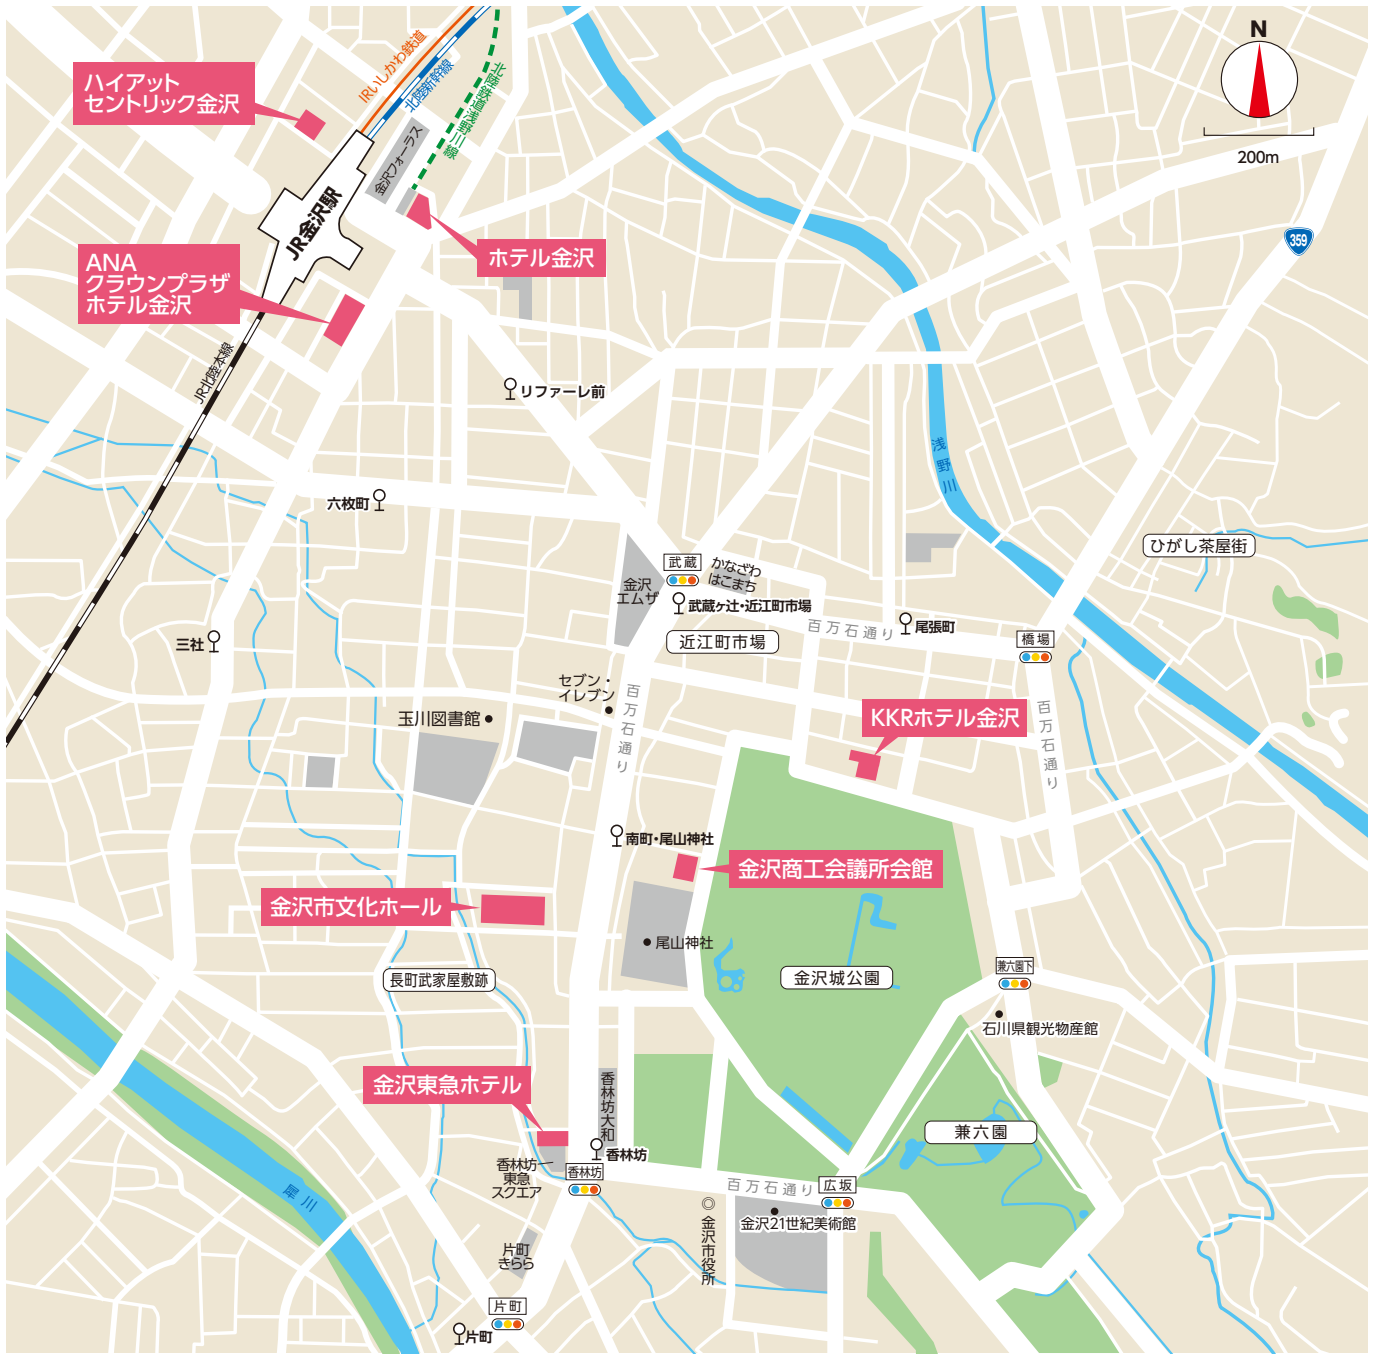 N
200m
359
IRいしかわ鉄道
北陸新幹線
北陸鉄道浅野川線
ハイアット
セントリック金沢
金沢フォーラス
JR金沢駅
ホテル金沢
ANA
クラウンプラザ
ホテル金沢
JR北陸本線
リファーレ前
浅野川
六枚町
ひがし茶屋街
武蔵
かなざわ
はこまち
金沢
エムザ
武蔵ヶ辻・近江町市場
尾張町
百万石通り
橋場
三社
近江町市場
セブン・
イレブン
百万石通り
玉川図書館
KKRホテル金沢
百万石通り
南町・尾山神社
金沢商工会議所会館
金沢市文化ホール
尾山神社
長町武家屋敷跡
金沢城公園
兼六園下
石川県観光物産館
金沢東急ホテル
香林坊大和
兼六園
香林坊
香林坊
東急
スクエア
香林坊
百万石通り
広坂
犀川
金沢市役所
金沢21世紀美術館
片町
きらら
片町
片町